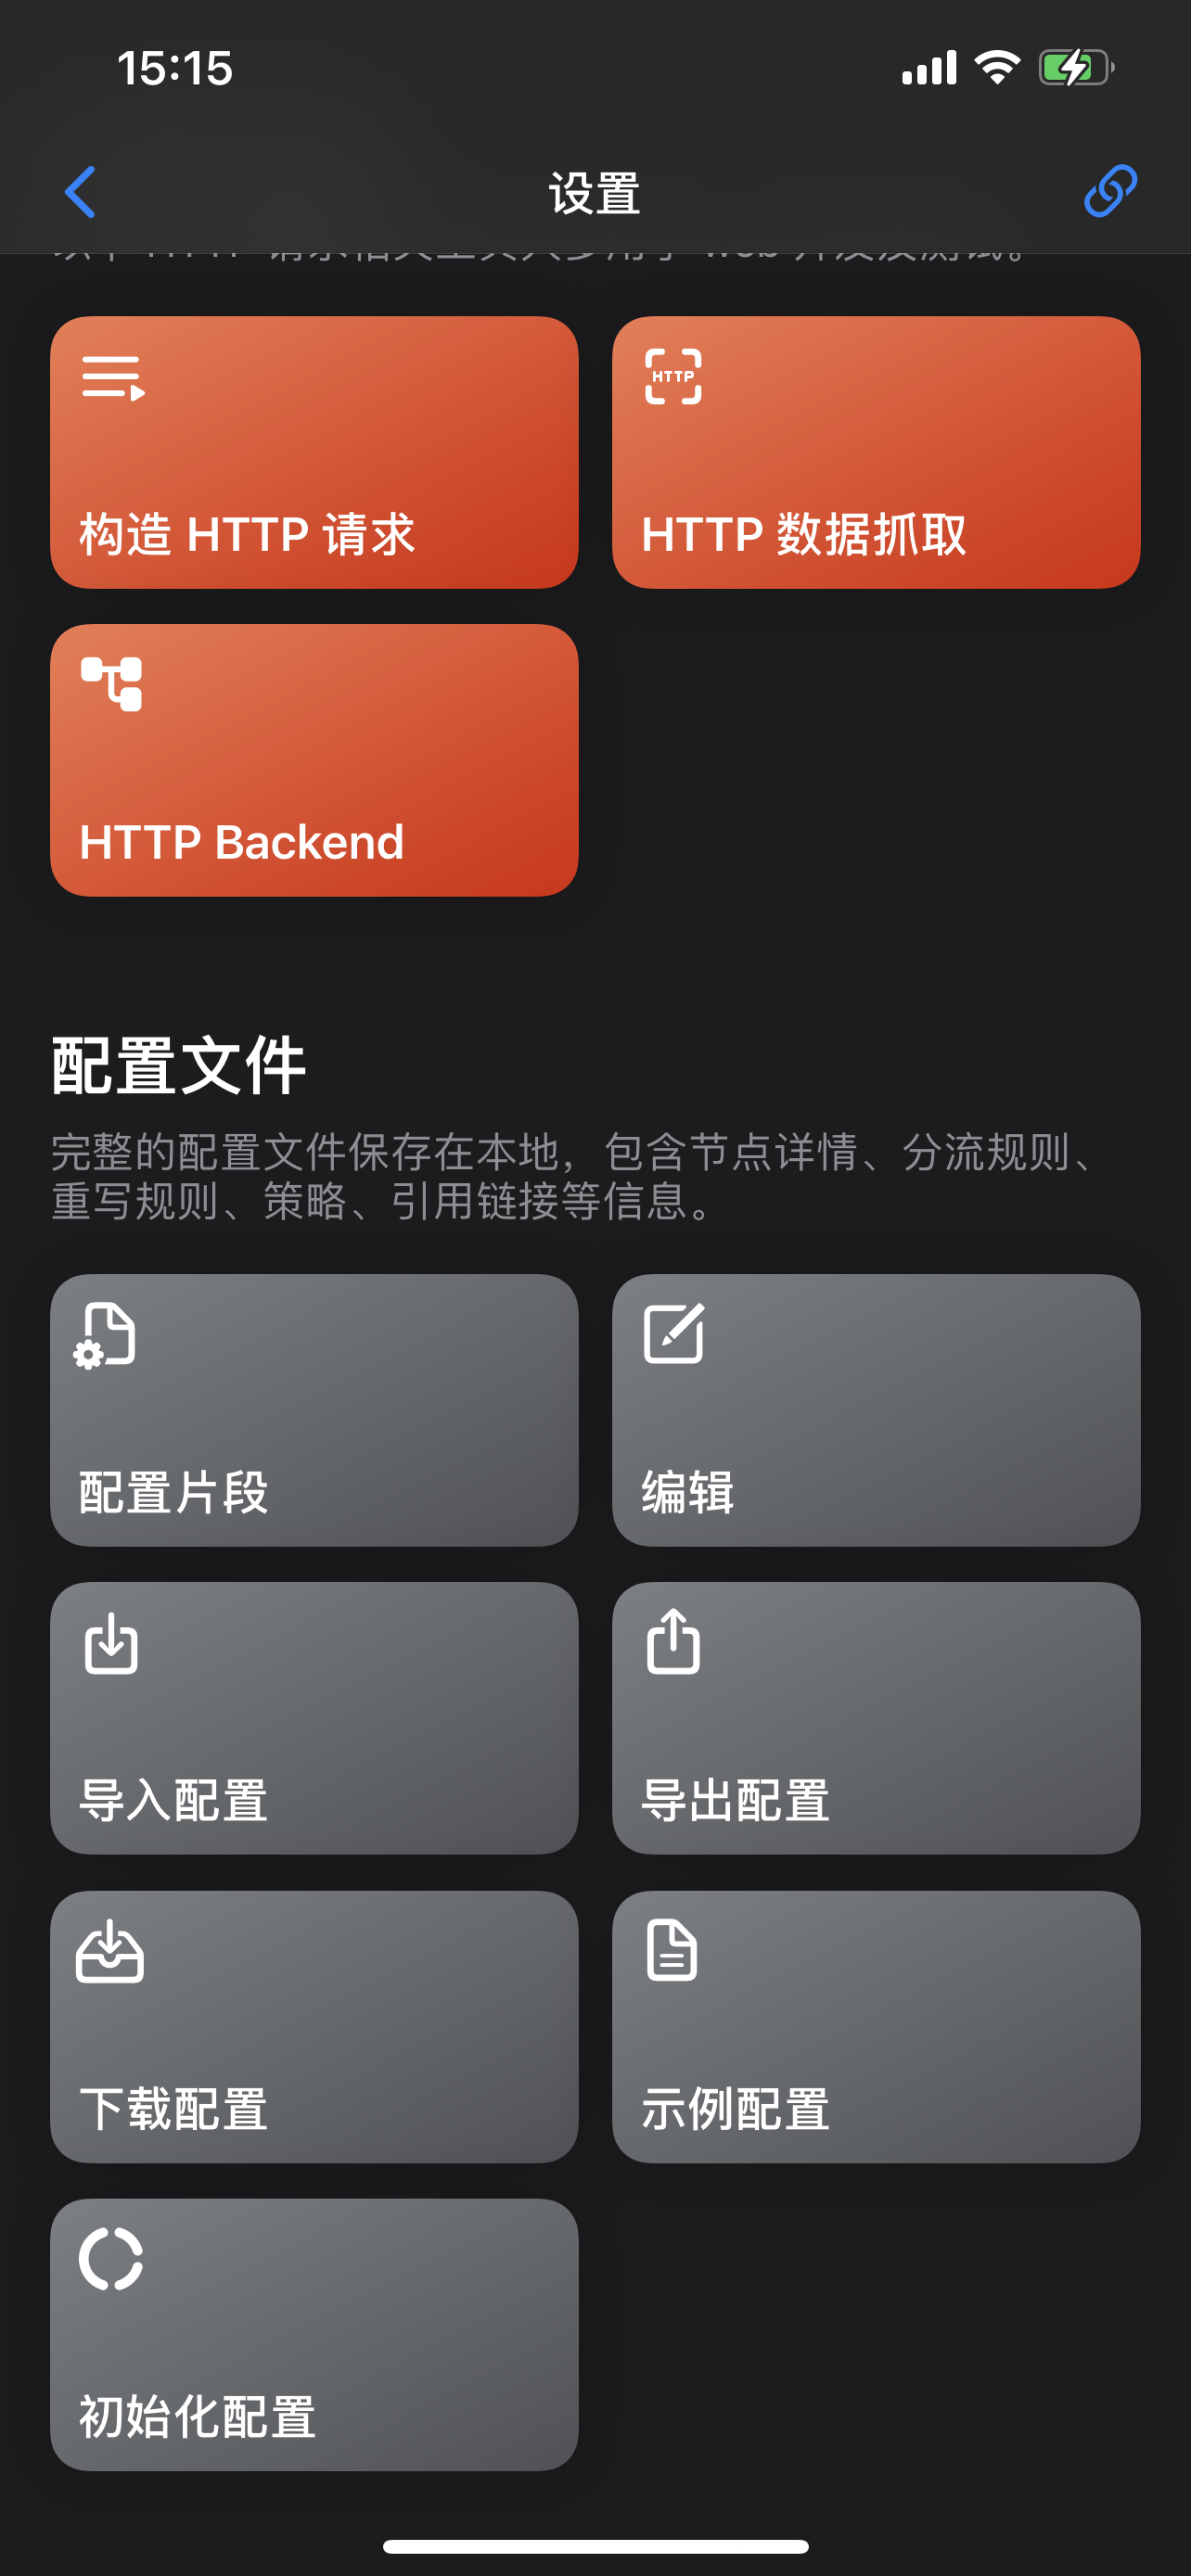 15:15
设置
HTTP
构造 HTTP 请求
HTTP 数据抓取
HTTP Backend
配置文件
完整的配置文件保存在本地，包含节点详情、分流规则、
重写规则、策略、引用链接等信息。
配置片段
编辑
导入配置
导出配置
下载配置
示例配置
初始化配置